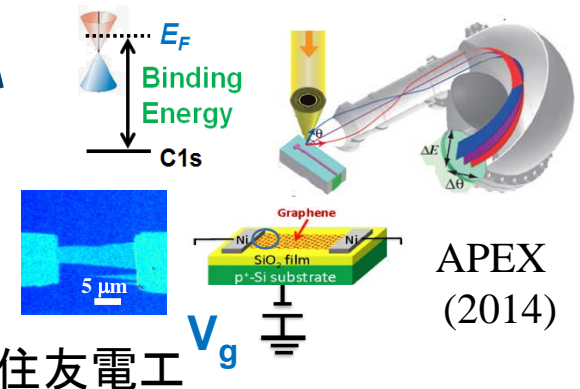 E_F
Binding
Energy
C1s
θ
ΔE
Δθ
5 μm
Graphene
Ni
Ni
SiO₂ film
p⁺-Si substrate
V_g
APEX
(2014)
住友電工